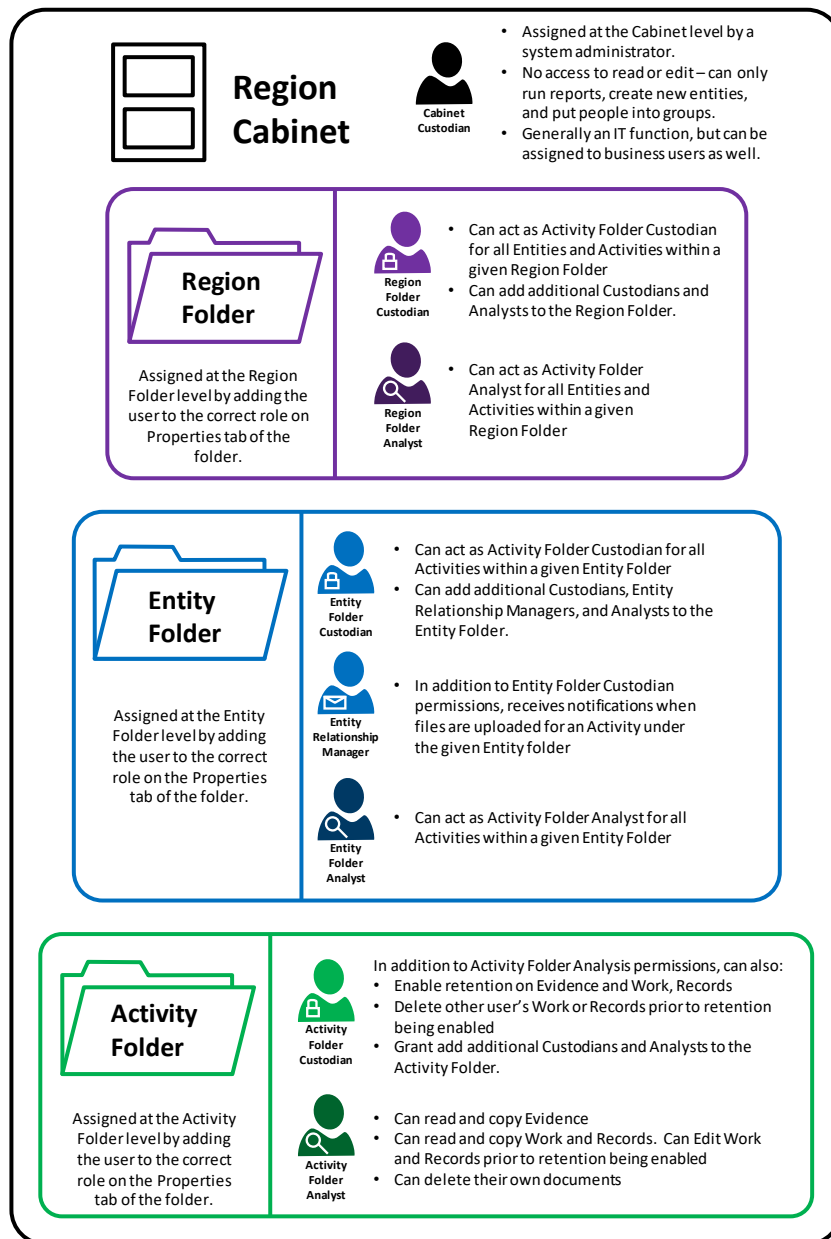 Region
Cabinet
Cabinet
Custodian
• Assigned at the Cabinet level by a
system administrator.
• No access to read or edit – can only
run reports, create new entities,
and put people into groups.
• Generally an IT function, but can be
assigned to business users as well.
Region
Folder
Assigned at the Region
Folder level by adding the
user to the correct role on
Properties tab of the
folder.
Region
Folder
Custodian
• Can act as Activity Folder Custodian
for all Entities and Activities within a
given Region Folder
• Can add additional Custodians and
Analysts to the Region Folder.
Region
Folder
Analyst
• Can act as Activity Folder
Analyst for all Entities and
Activities within a given
Region Folder
Entity
Folder
Assigned at the Entity
Folder level by adding
the user to the correct
role on the Properties
tab of the folder.
Entity
Folder
Custodian
• Can act as Activity Folder Custodian for all
Activities within a given Entity Folder
• Can add additional Custodians, Entity
Relationship Managers, and Analysts to the
Entity Folder.
Entity
Relationship
Manager
• In addition to Entity Folder Custodian
permissions, receives notifications when
files are uploaded for an Activity under
the given Entity folder
Entity
Folder
Analyst
• Can act as Activity Folder Analyst for all
Activities within a given Entity Folder
Activity
Folder
Assigned at the Activity
Folder level by adding
the user to the correct
role on the Properties
tab of the folder.
Activity
Folder
Custodian
In addition to Activity Folder Analysis permissions, can also:
• Enable retention on Evidence and Work, Records
• Delete other user's Work or Records prior to retention
being enabled
• Grant add additional Custodians and Analysts to the
Activity Folder.
Activity
Folder
Analyst
• Can read and copy Evidence
• Can read and copy Work and Records. Can Edit Work
and Records prior to retention being enabled
• Can delete their own documents